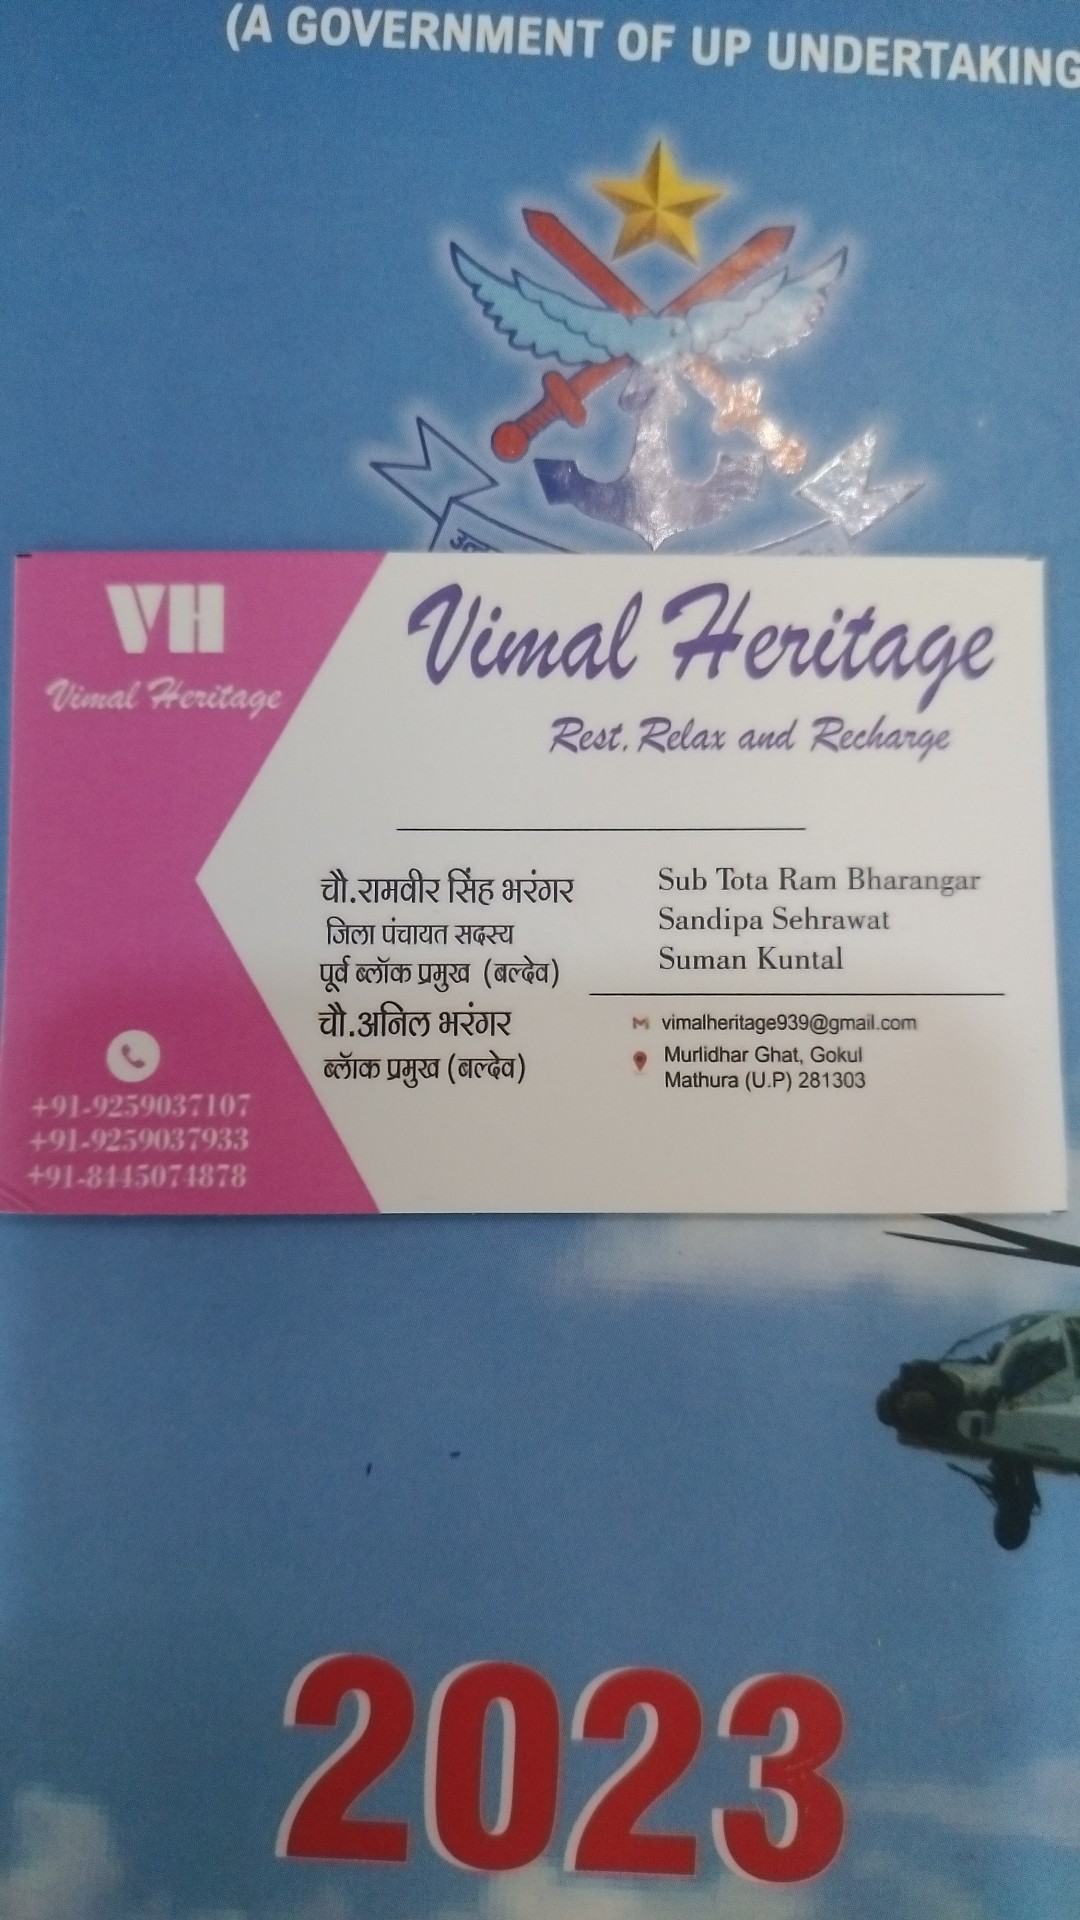 (A GOVERNMENT OF UP UNDERTAKING
VH
Vimal Heritage
Vimal Heritage
Rest, Relax and Recharge
चौ.रामवीर सिंह भरंगर
जिला पंचायत सदस्य
पूर्व ब्लॉक प्रमुख (बल्देव)
चौ.अनिल भरंगर
ब्लॉक प्रमुख (बल्देव)
Sub Tota Ram Bharangar
Sandipa Sehrawat
Suman Kuntal
vimalheritage939@gmail.com
Murlidhar Ghat, Gokul
Mathura (U.P) 281303
+91-9259037107
+91-9259037933
+91-8445074878
2023